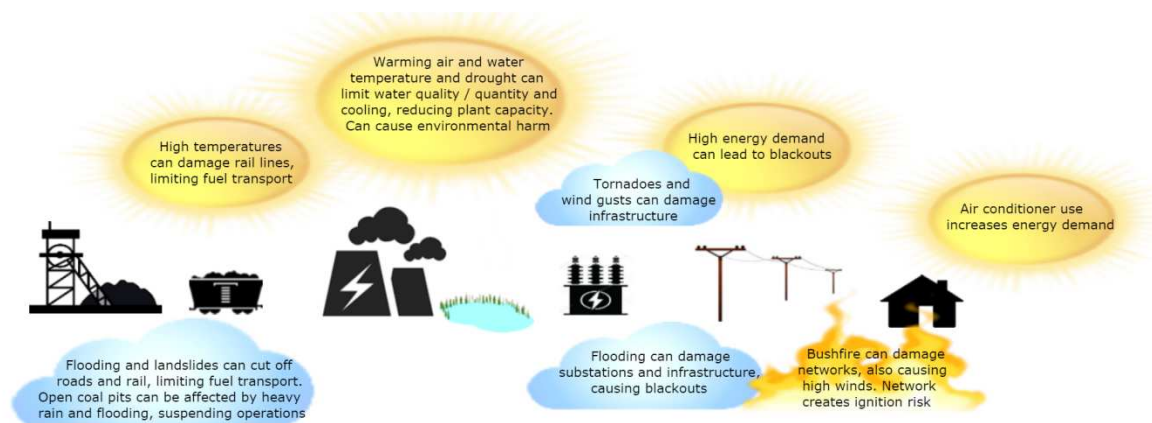 Warming air and water
temperature and drought can
limit water quality / quantity and
cooling, reducing plant capacity.
Can cause environmental harm
High temperatures
can damage rail lines,
limiting fuel transport
High energy demand
can lead to blackouts
Tornadoes and
wind gusts can damage
infrastructure
Air conditioner use
increases energy demand
Flooding and landslides can cut off
roads and rail, limiting fuel transport.
Open coal pits can be affected by heavy
rain and flooding, suspending operations
Flooding can damage
substations and infrastructure,
causing blackouts
Bushfire can damage
networks, also causing
high winds. Network
creates ignition risk